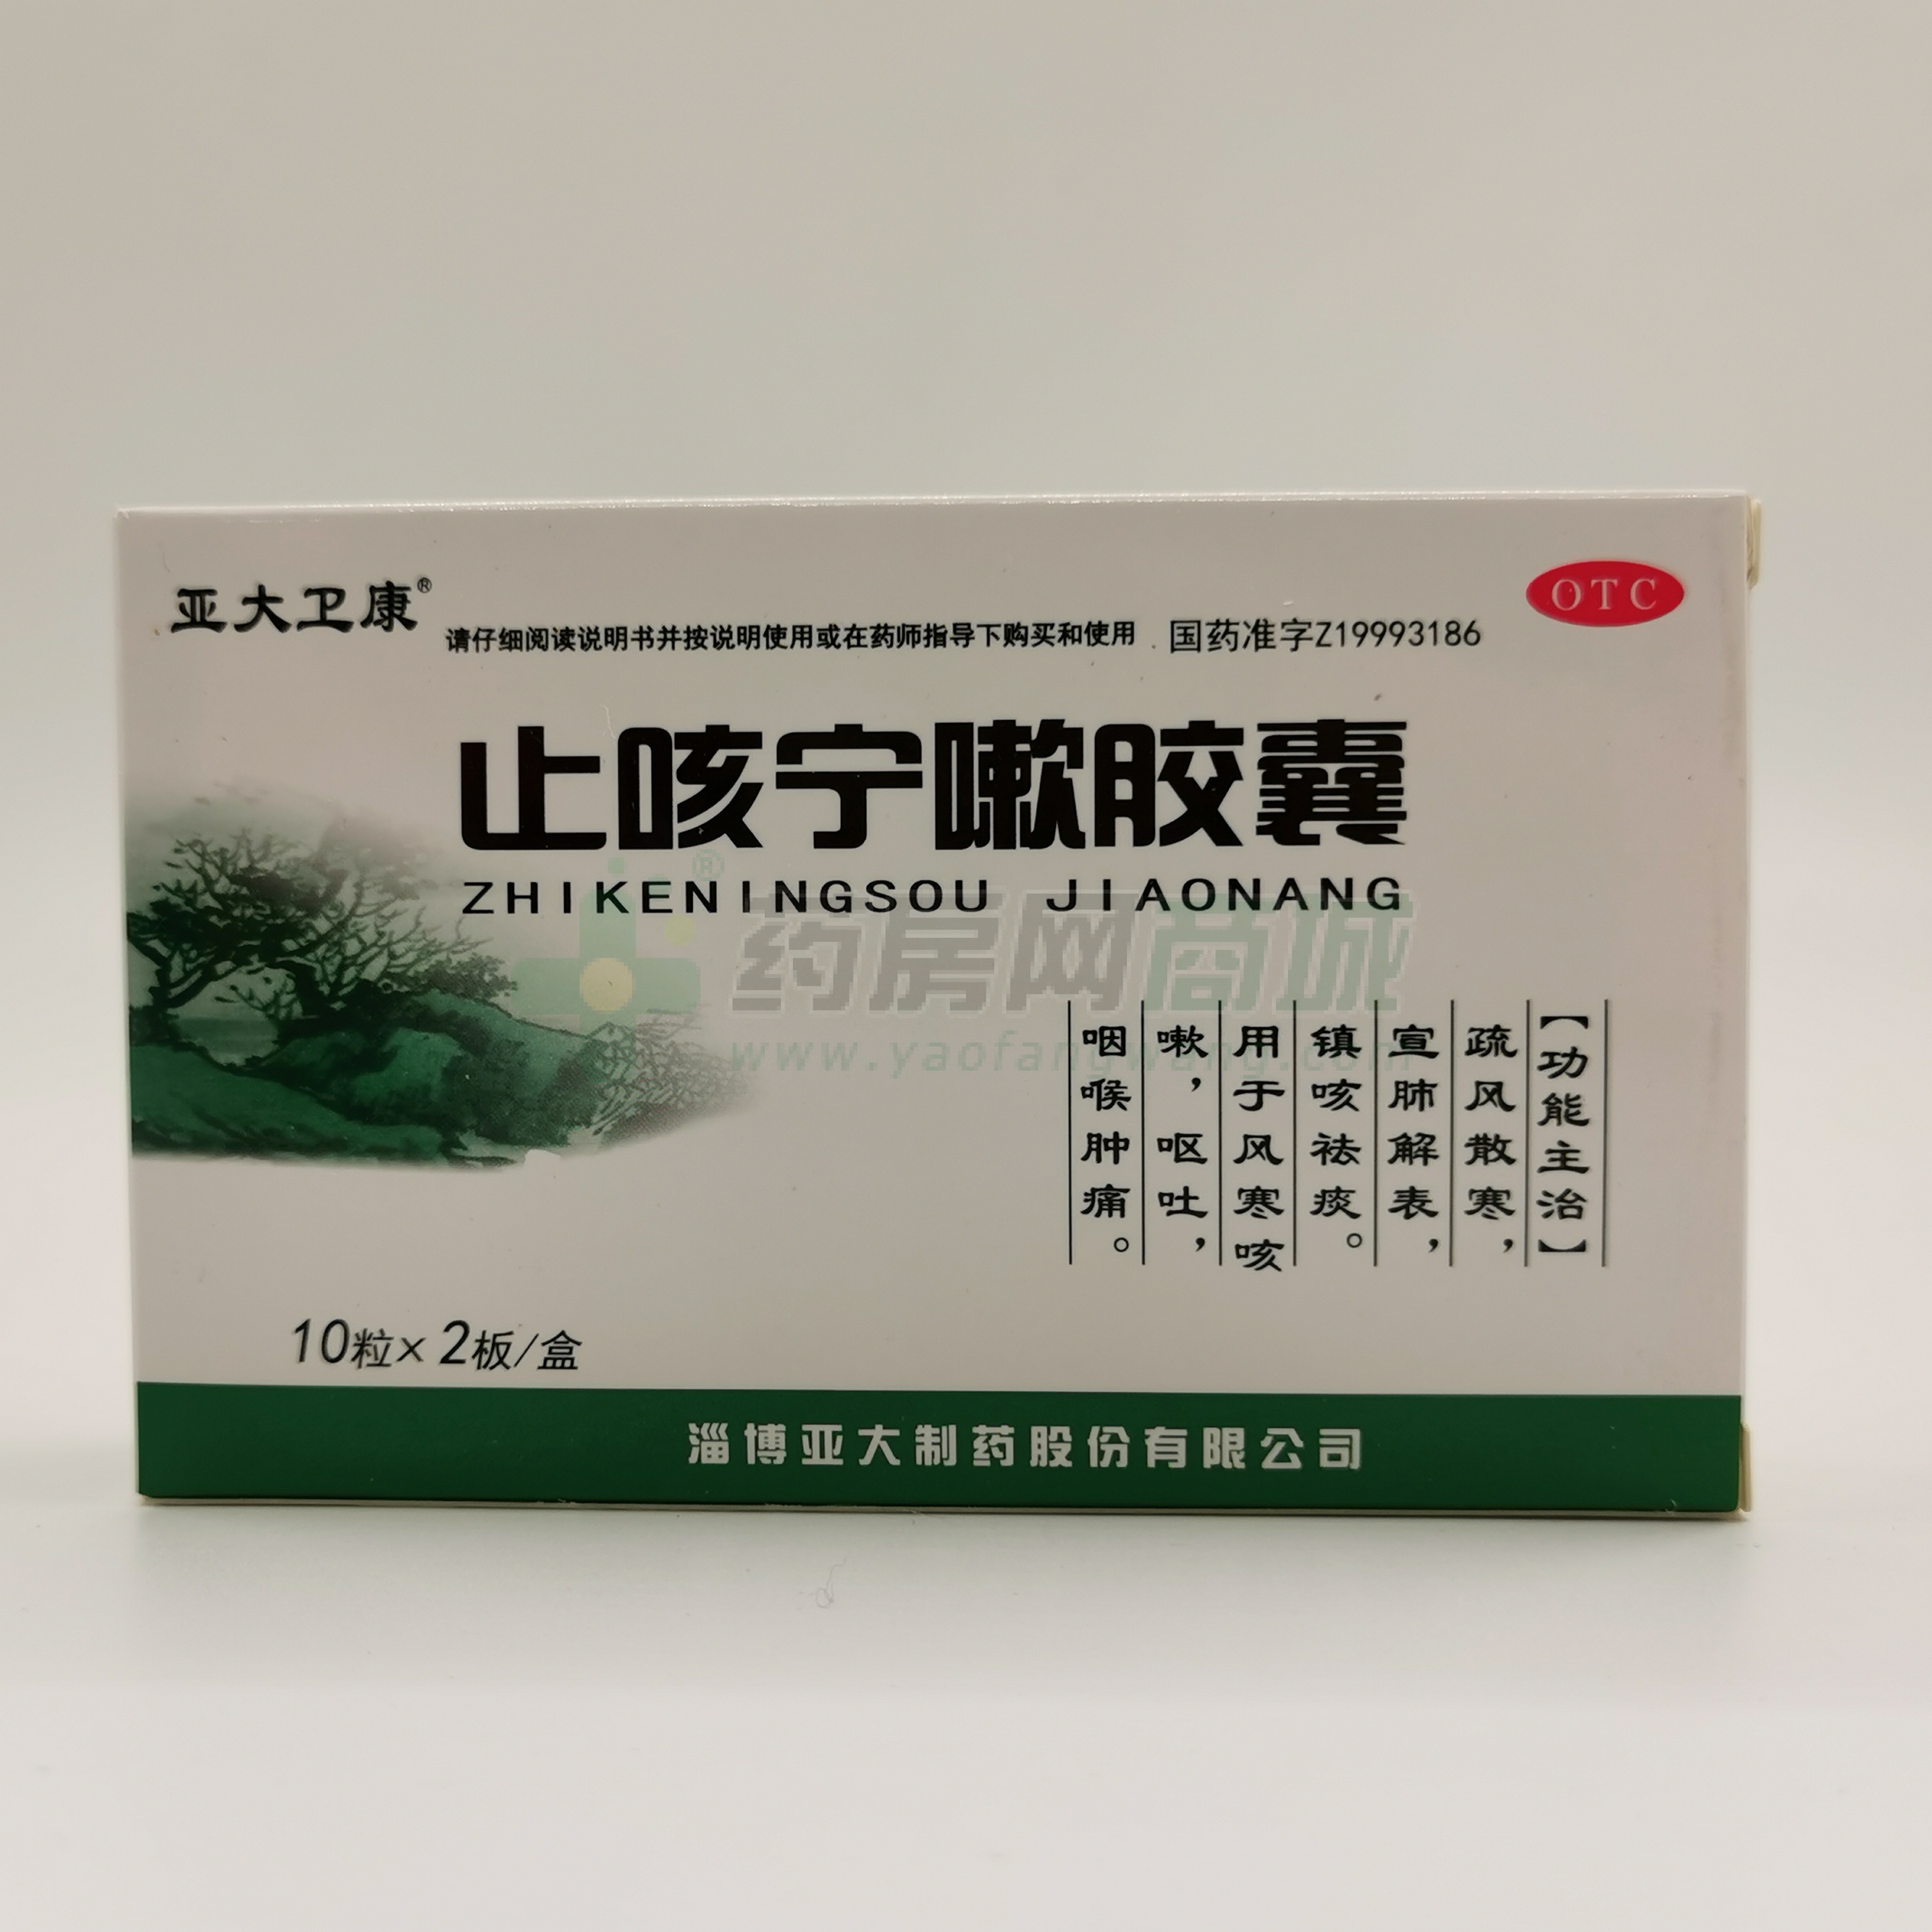 亚大卫康®
OTC
请仔细阅读说明书并按说明使用或在药师指导下购买和使用
国药准字Z19993186
止咳宁嗽胶囊
ZHIKENINGSOU JIAONANG
®
药房网商城
www.yaofangwang.com
【功能主治】
疏风散寒，
宣肺解表，
镇咳祛痰。
用于风寒咳
嗽，呕吐，
咽喉肿痛。
10粒×2板/盒
淄博亚大制药股份有限公司